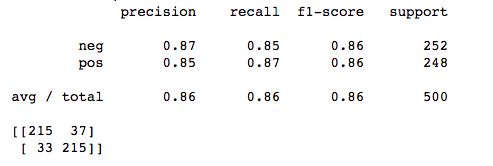 precision recall f1-score support
neg 0.87 0.85 0.86 252
pos 0.85 0.87 0.86 248
avg / total 0.86 0.86 0.86 500
[[215 37]
[ 33 215]]